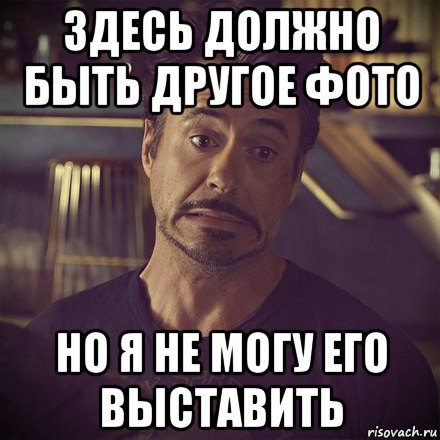 ЗДЕСЬ ДОЛЖНО
БЫТЬ ДРУГОЕ ФОТО
НО Я НЕ МОГУ ЕГО
ВЫСТАВИТЬ
risovach.ru